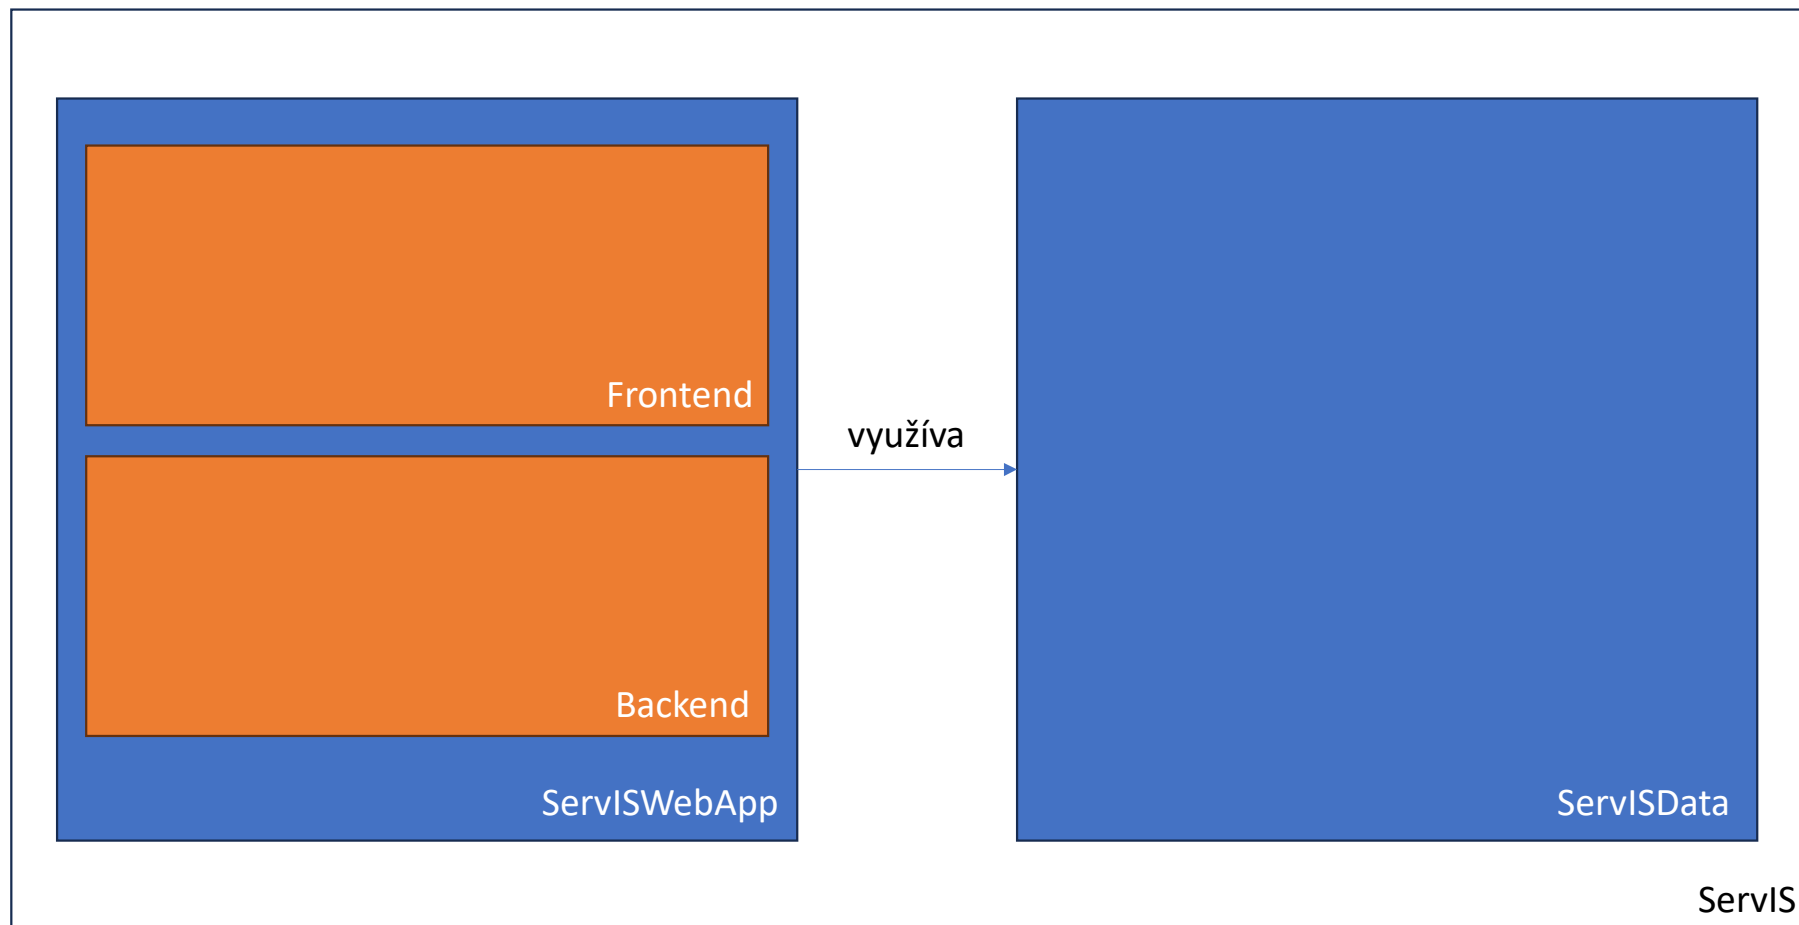 Frontend
využíva
Backend
ServISWebApp
ServISData
ServIS